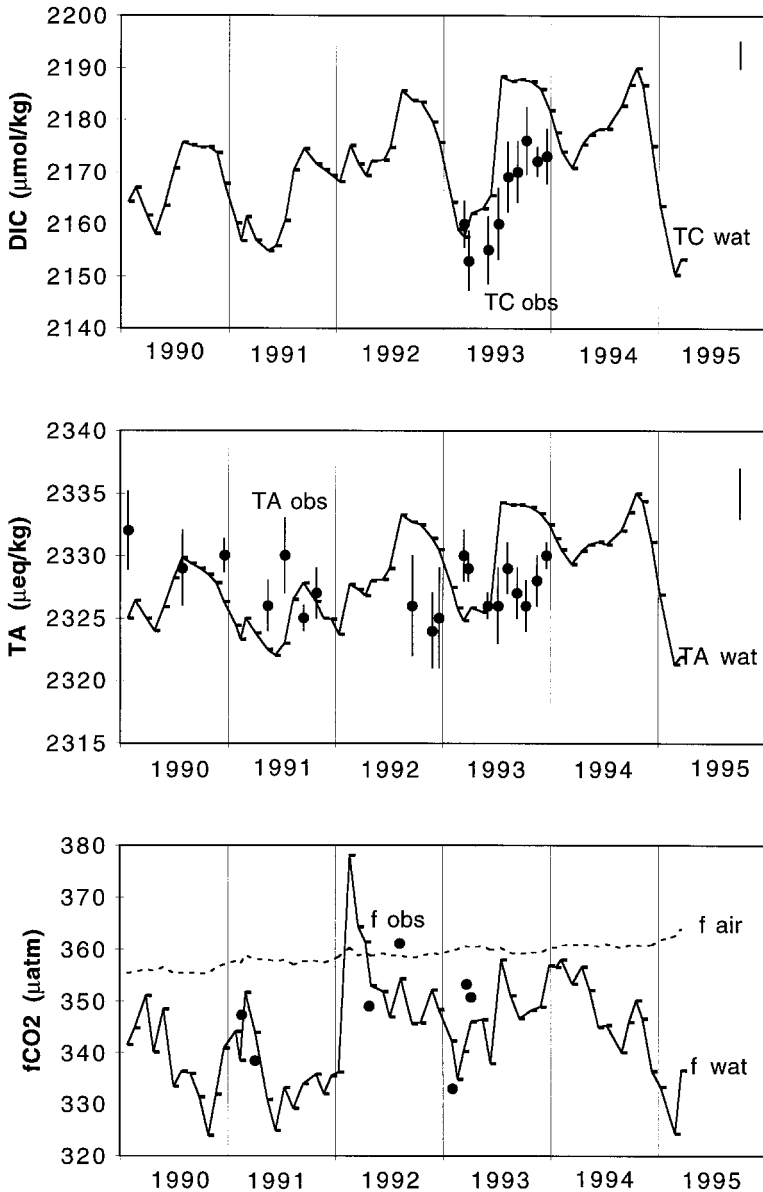 2200
2190
2180
2170
2160
2150
2140
DIC (μmol/kg)
TC wat
TC obs
1990 1991 1992 1993 1994 1995
2340
2335
2330
2325
2320
2315
TA (μeq/kg)
TA obs
TA wat
1990 1991 1992 1993 1994 1995
380
370
360
350
340
330
320
fCO2 (μatm)
f obs
f air
f wat
1990 1991 1992 1993 1994 1995